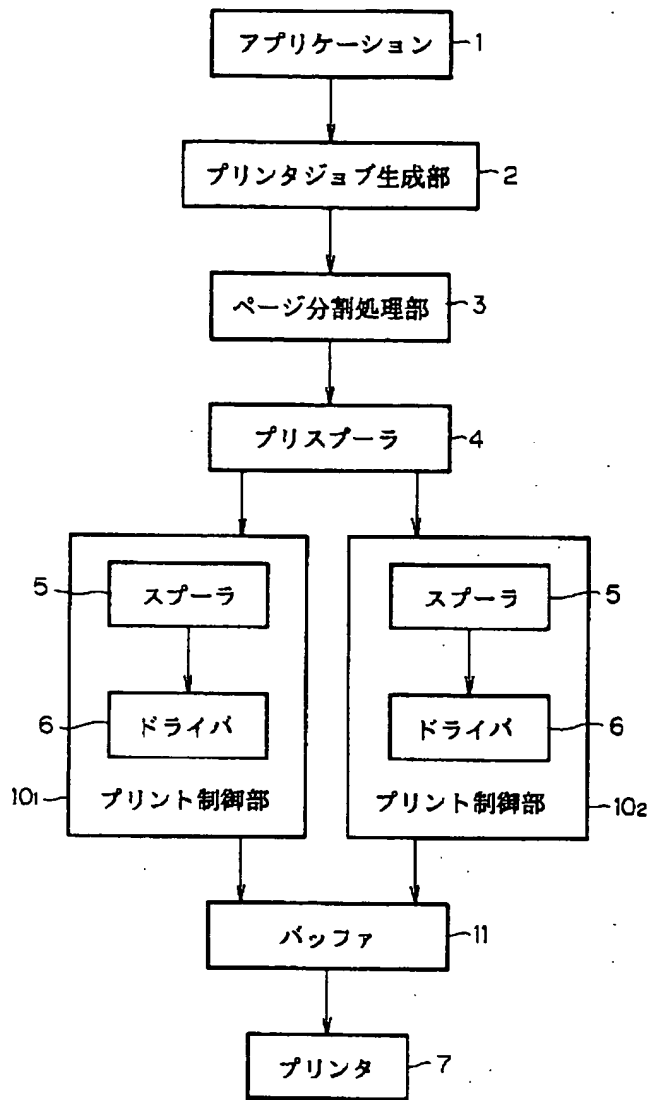 アプリケーション 1
プリンタジョブ生成部 2
ページ分割処理部 3
プリスプーラ 4
5 スプーラ
スプーラ 5
6 ドライバ
ドライバ 6
10₁ プリント制御部
プリント制御部 10₂
バッファ 11
プリンタ 7